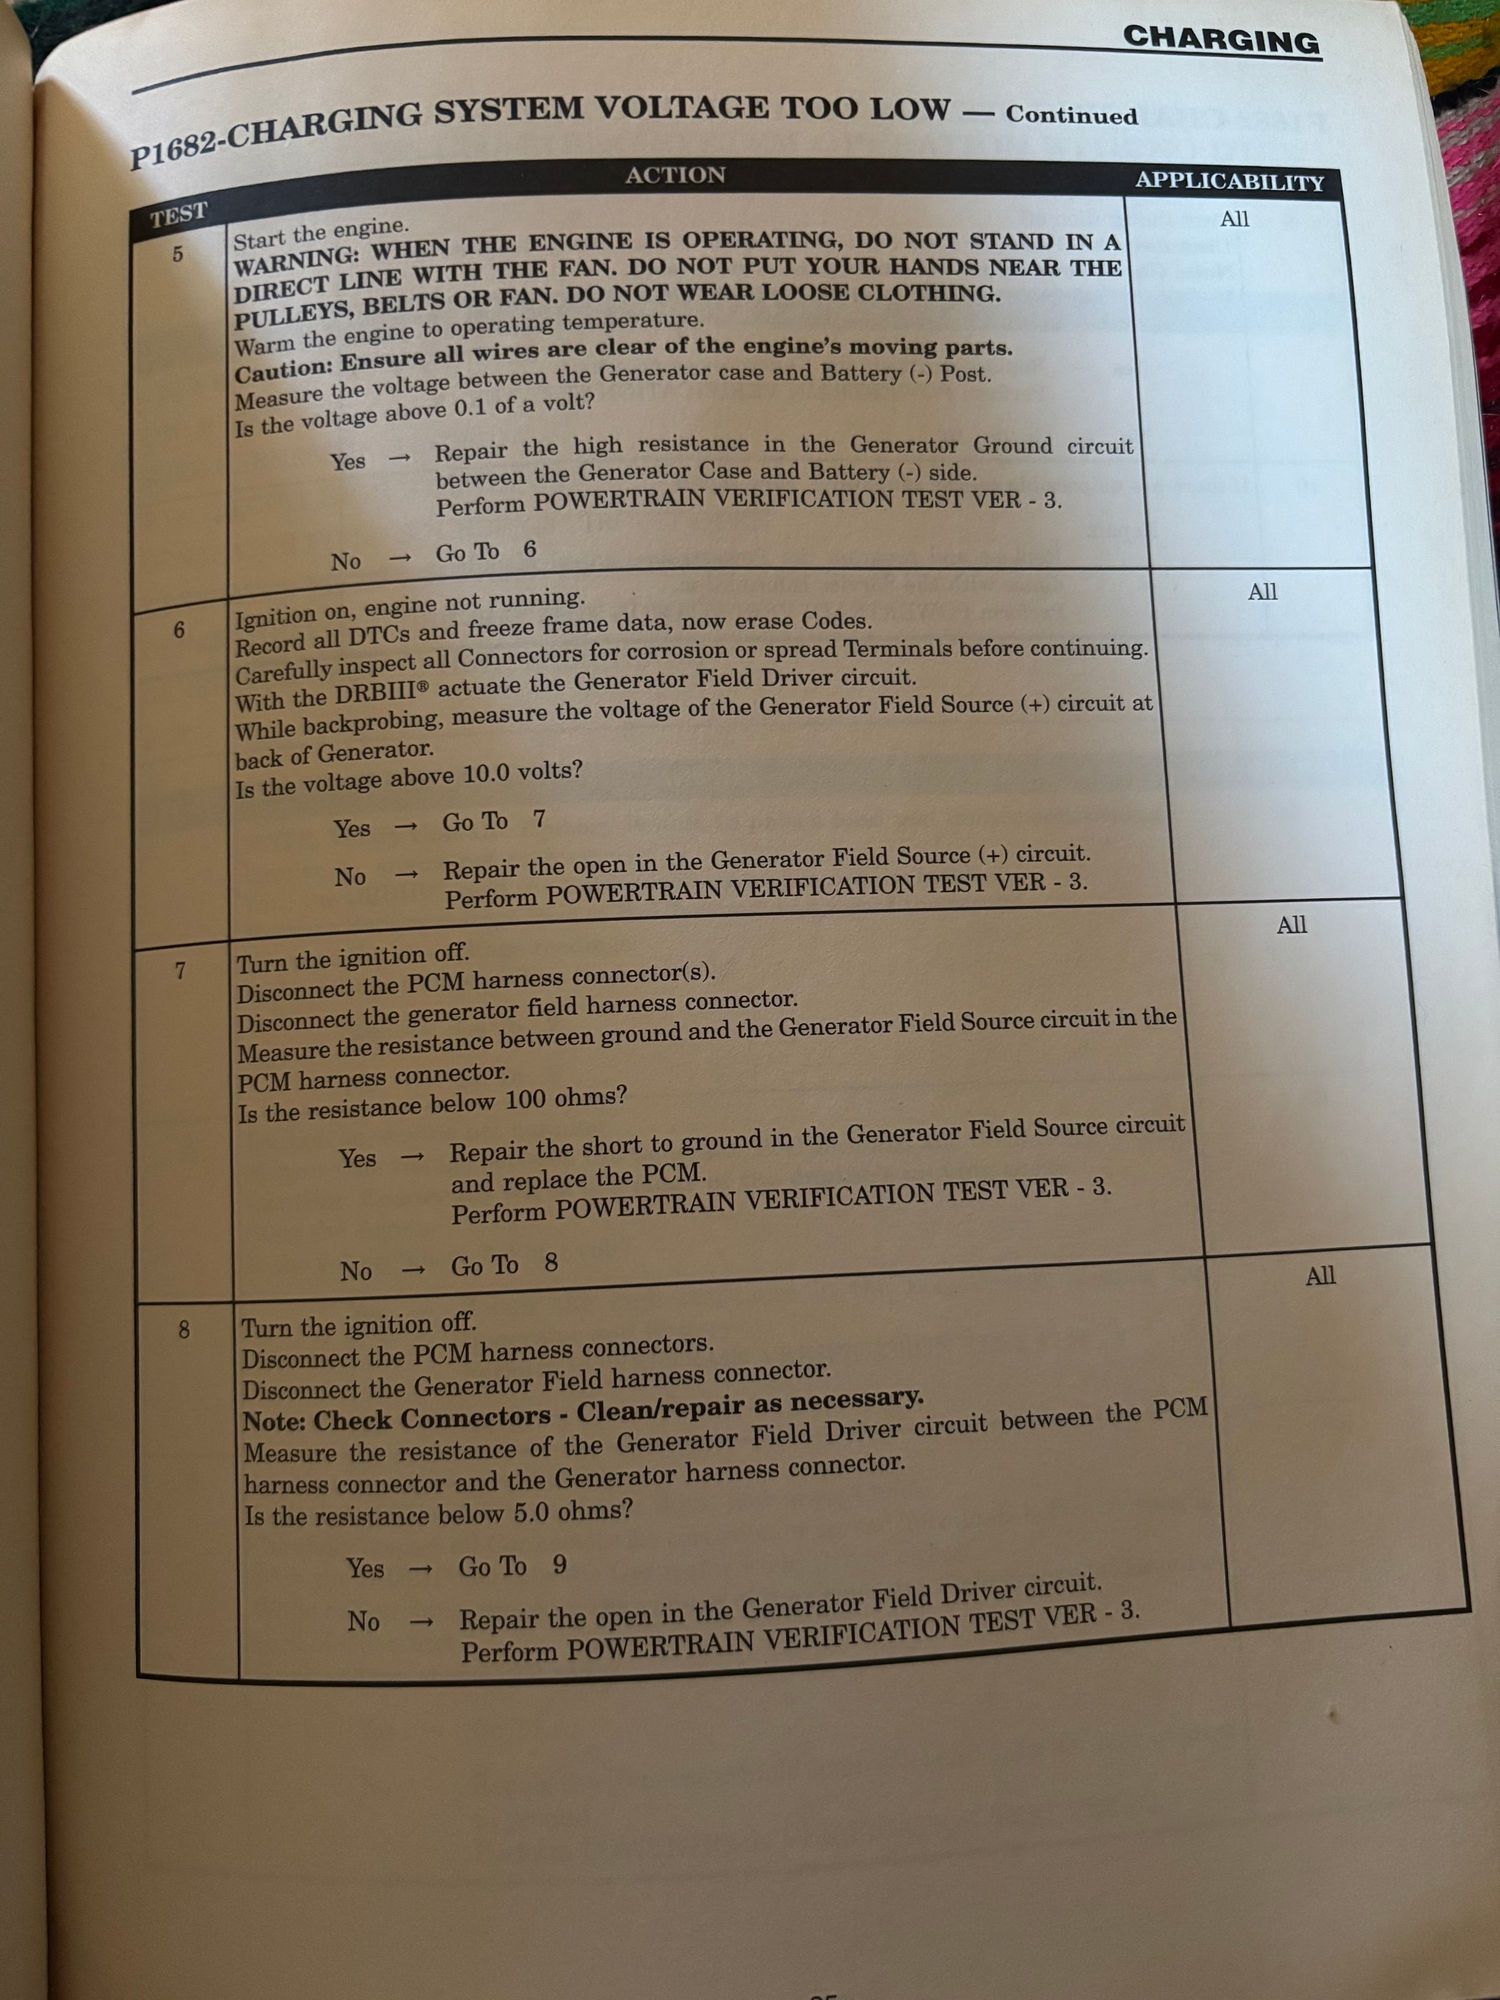 CHARGING
P1682-CHARGING SYSTEM VOLTAGE TOO LOW — Continued
TEST ACTION APPLICABILITY
5 Start the engine. All
WARNING: WHEN THE ENGINE IS OPERATING, DO NOT STAND IN A
DIRECT LINE WITH THE FAN. DO NOT PUT YOUR HANDS NEAR THE
PULLEYS, BELTS OR FAN. DO NOT WEAR LOOSE CLOTHING.
Warm the engine to operating temperature.
Caution: Ensure all wires are clear of the engine's moving parts.
Measure the voltage between the Generator case and Battery (-) Post.
Is the voltage above 0.1 of a volt?
Yes → Repair the high resistance in the Generator Ground circuit
between the Generator Case and Battery (-) side.
Perform POWERTRAIN VERIFICATION TEST VER - 3.
No → Go To 6
6 Ignition on, engine not running. All
Record all DTCs and freeze frame data, now erase Codes.
Carefully inspect all Connectors for corrosion or spread Terminals before continuing.
With the DRBIII® actuate the Generator Field Driver circuit.
While backprobing, measure the voltage of the Generator Field Source (+) circuit at
back of Generator.
Is the voltage above 10.0 volts?
Yes → Go To 7
No → Repair the open in the Generator Field Source (+) circuit.
Perform POWERTRAIN VERIFICATION TEST VER - 3.
7 Turn the ignition off. All
Disconnect the PCM harness connector(s).
Disconnect the generator field harness connector.
Measure the resistance between ground and the Generator Field Source circuit in the
PCM harness connector.
Is the resistance below 100 ohms?
Yes → Repair the short to ground in the Generator Field Source circuit
and replace the PCM.
Perform POWERTRAIN VERIFICATION TEST VER - 3.
No → Go To 8
8 Turn the ignition off. All
Disconnect the PCM harness connectors.
Disconnect the Generator Field harness connector.
Note: Check Connectors - Clean/repair as necessary.
Measure the resistance of the Generator Field Driver circuit between the PCM
harness connector and the Generator harness connector.
Is the resistance below 5.0 ohms?
Yes → Go To 9
No → Repair the open in the Generator Field Driver circuit.
Perform POWERTRAIN VERIFICATION TEST VER - 3.